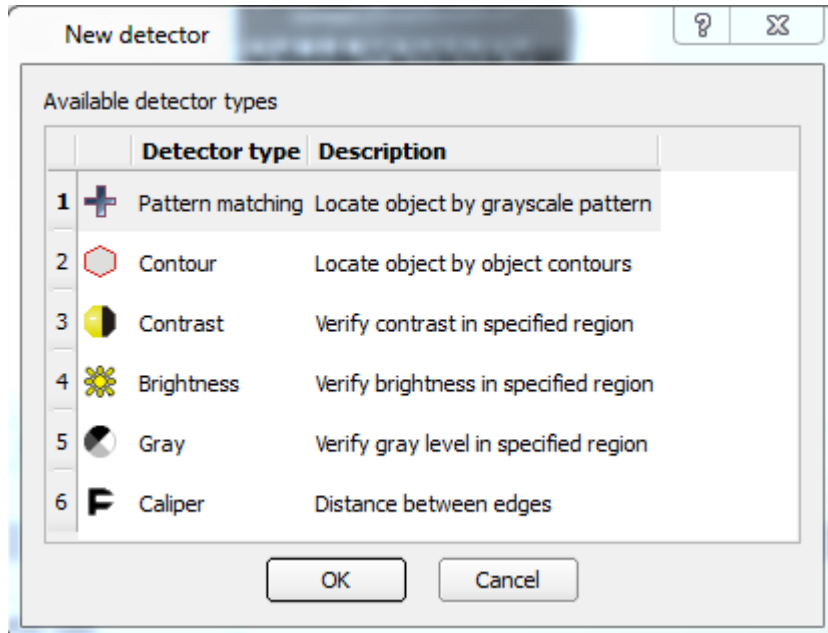 New detector
Available detector types
Detector type Description
1 Pattern matching Locate object by grayscale pattern
2 Contour Locate object by object contours
3 Contrast Verify contrast in specified region
4 Brightness Verify brightness in specified region
5 Gray Verify gray level in specified region
6 Caliper Distance between edges
OK Cancel